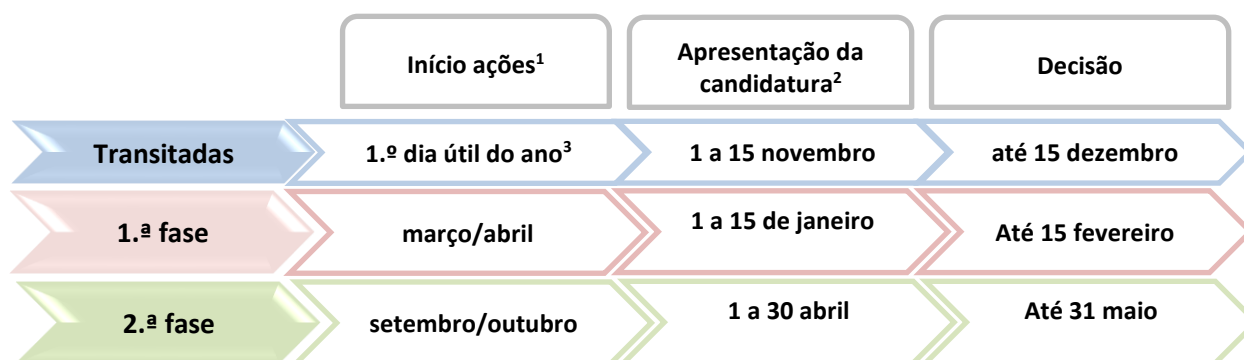 Início ações¹
Apresentação da
candidatura²
Decisão
Transitadas
1.º dia útil do ano³
1 a 15 novembro
até 15 dezembro
1.ª fase
março/abril
1 a 15 de janeiro
Até 15 fevereiro
2.ª fase
setembro/outubro
1 a 30 abril
Até 31 maio